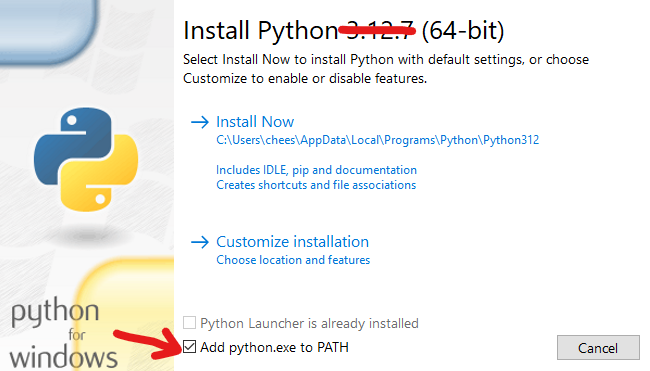 Install Python 3.12.7 (64-bit)
Select Install Now to install Python with default settings, or choose
Customize to enable or disable features.
Install Now
C:\Users\chees\AppData\Local\Programs\Python\Python312
Includes IDLE, pip and documentation
Creates shortcuts and file associations
Customize installation
Choose location and features
Python Launcher is already installed
Add python.exe to PATH
Cancel
python
for
windows